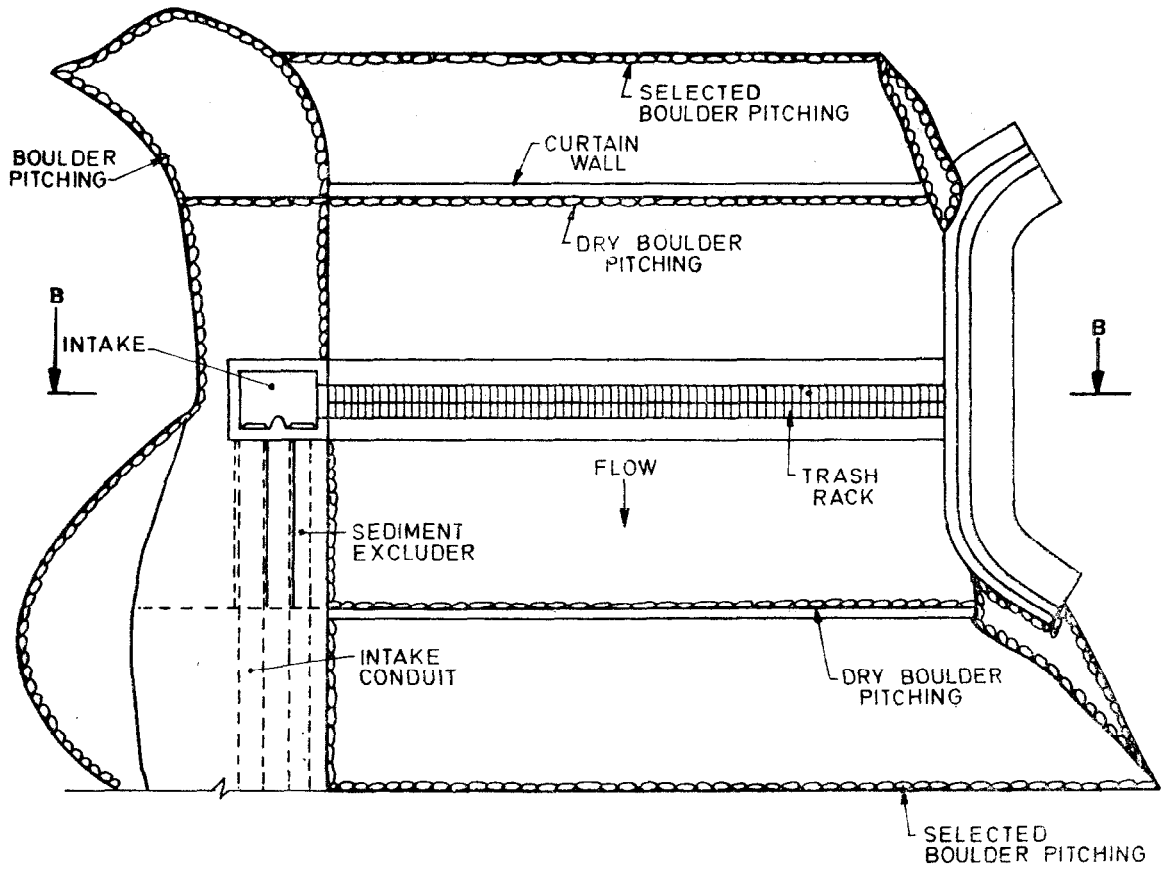 SELECTED
BOULDER PITCHING
CURTAIN
WALL
BOULDER
PITCHING
DRY BOULDER
PITCHING
B
B
INTAKE
FLOW
TRASH
RACK
SEDIMENT
EXCLUDER
INTAKE
CONDUIT
DRY BOULDER
PITCHING
SELECTED
BOULDER PITCHING